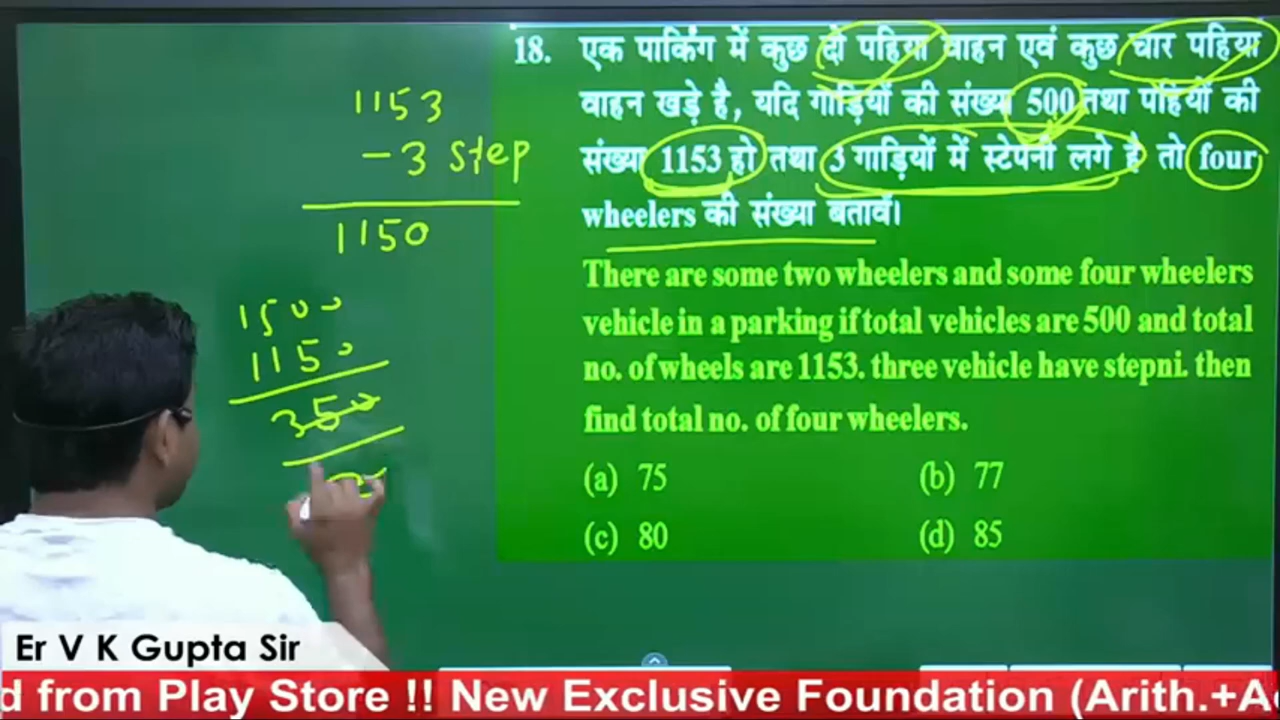 18. एक पार्किंग में कुछ दो पहिया वाहन एवं कुछ चार पहिया
वाहन खड़े है, यदि गाड़ियों की संख्या 500 तथा पहियों की
संख्या 1153 हो तथा 3 गाड़ियों में स्टेपनी लगे है तो four
wheelers की संख्या बतावें।
There are some two wheelers and some four wheelers
vehicle in a parking if total vehicles are 500 and total
no. of wheels are 1153. three vehicle have stepni. then
find total no. of four wheelers.
(a) 75 (b) 77
(c) 80 (d) 85
1153
-3 step
1150
1500
1150
350
Er V K Gupta Sir
d from Play Store !! New Exclusive Foundation (Arith.+A